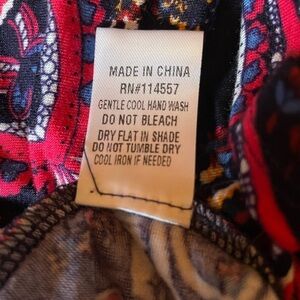 MADE IN CHINA
RN#114557
GENTLE COOL HAND WASH
DO NOT BLEACH
DRY FLAT IN SHADE
DO NOT TUMBLE DRY
COOL IRON IF NEEDED